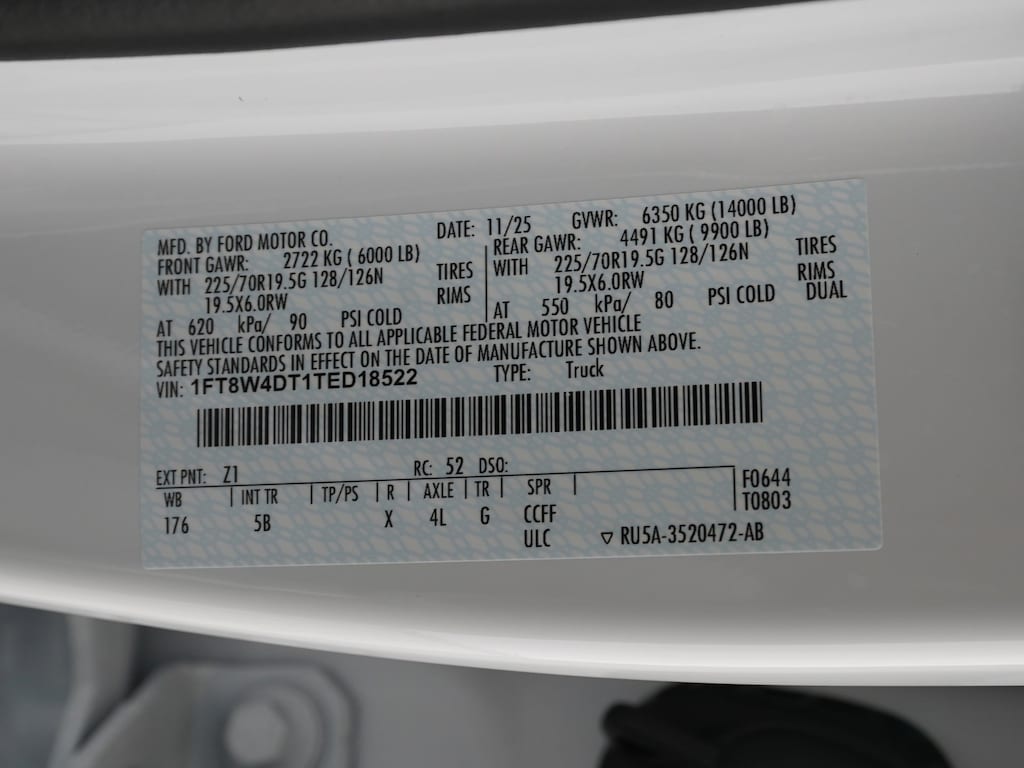 MFD. BY FORD MOTOR CO. DATE: 11/25 GVWR: 6350 KG (14000 LB)
FRONT GAWR: 2722 KG ( 6000 LB) REAR GAWR: 4491 KG ( 9900 LB)
WITH 225/70R19.5G 128/126N TIRES WITH 225/70R19.5G 128/126N TIRES
19.5X6.0RW RIMS 19.5X6.0RW RIMS
AT 620 kPa/ 90 PSI COLD AT 550 kPa/ 80 PSI COLD DUAL
THIS VEHICLE CONFORMS TO ALL APPLICABLE FEDERAL MOTOR VEHICLE
SAFETY STANDARDS IN EFFECT ON THE DATE OF MANUFACTURE SHOWN ABOVE.
VIN: 1FT8W4DT1TED18522 TYPE: Truck
EXT PNT: Z1 RC: 52 DSO:
WB INT TR TP/PS R AXLE TR SPR F0644
176 5B X 4L G CCFF T0803
ULC ▽ RU5A-3520472-AB